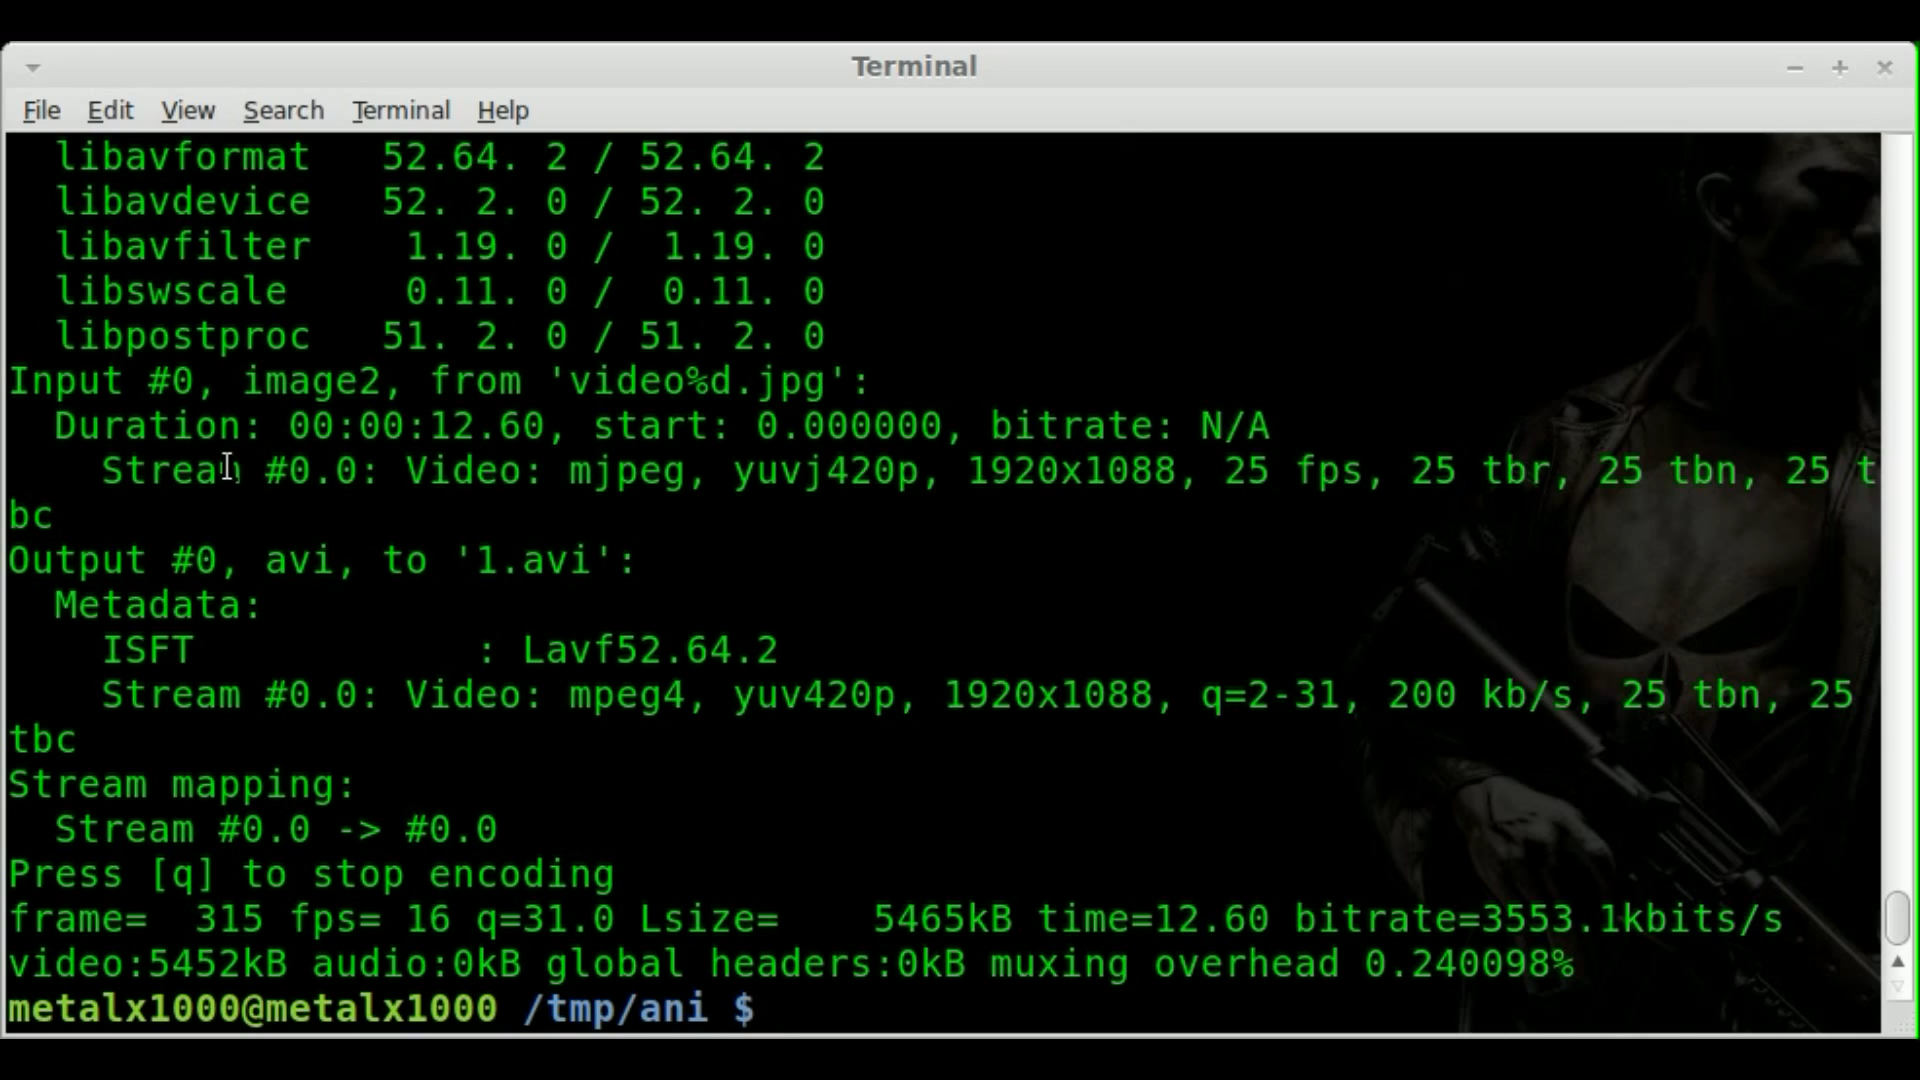 Terminal
File Edit View Search Terminal Help
libavformat 52.64. 2 / 52.64. 2
libavdevice 52. 2. 0 / 52. 2. 0
libavfilter 1.19. 0 / 1.19. 0
libswscale 0.11. 0 / 0.11. 0
libpostproc 51. 2. 0 / 51. 2. 0
Input #0, image2, from 'video%d.jpg':
Duration: 00:00:12.60, start: 0.000000, bitrate: N/A
Stream #0.0: Video: mjpeg, yuvj420p, 1920x1088, 25 fps, 25 tbr, 25 tbn, 25 t
bc
Output #0, avi, to '1.avi':
Metadata:
ISFT : Lavf52.64.2
Stream #0.0: Video: mpeg4, yuv420p, 1920x1088, q=2-31, 200 kb/s, 25 tbn, 25
tbc
Stream mapping:
Stream #0.0 -> #0.0
Press [q] to stop encoding
frame= 315 fps= 16 q=31.0 Lsize= 5465kB time=12.60 bitrate=3553.1kbits/s
video:5452kB audio:0kB global headers:0kB muxing overhead 0.240098%
metalx1000@metalx1000 /tmp/ani $